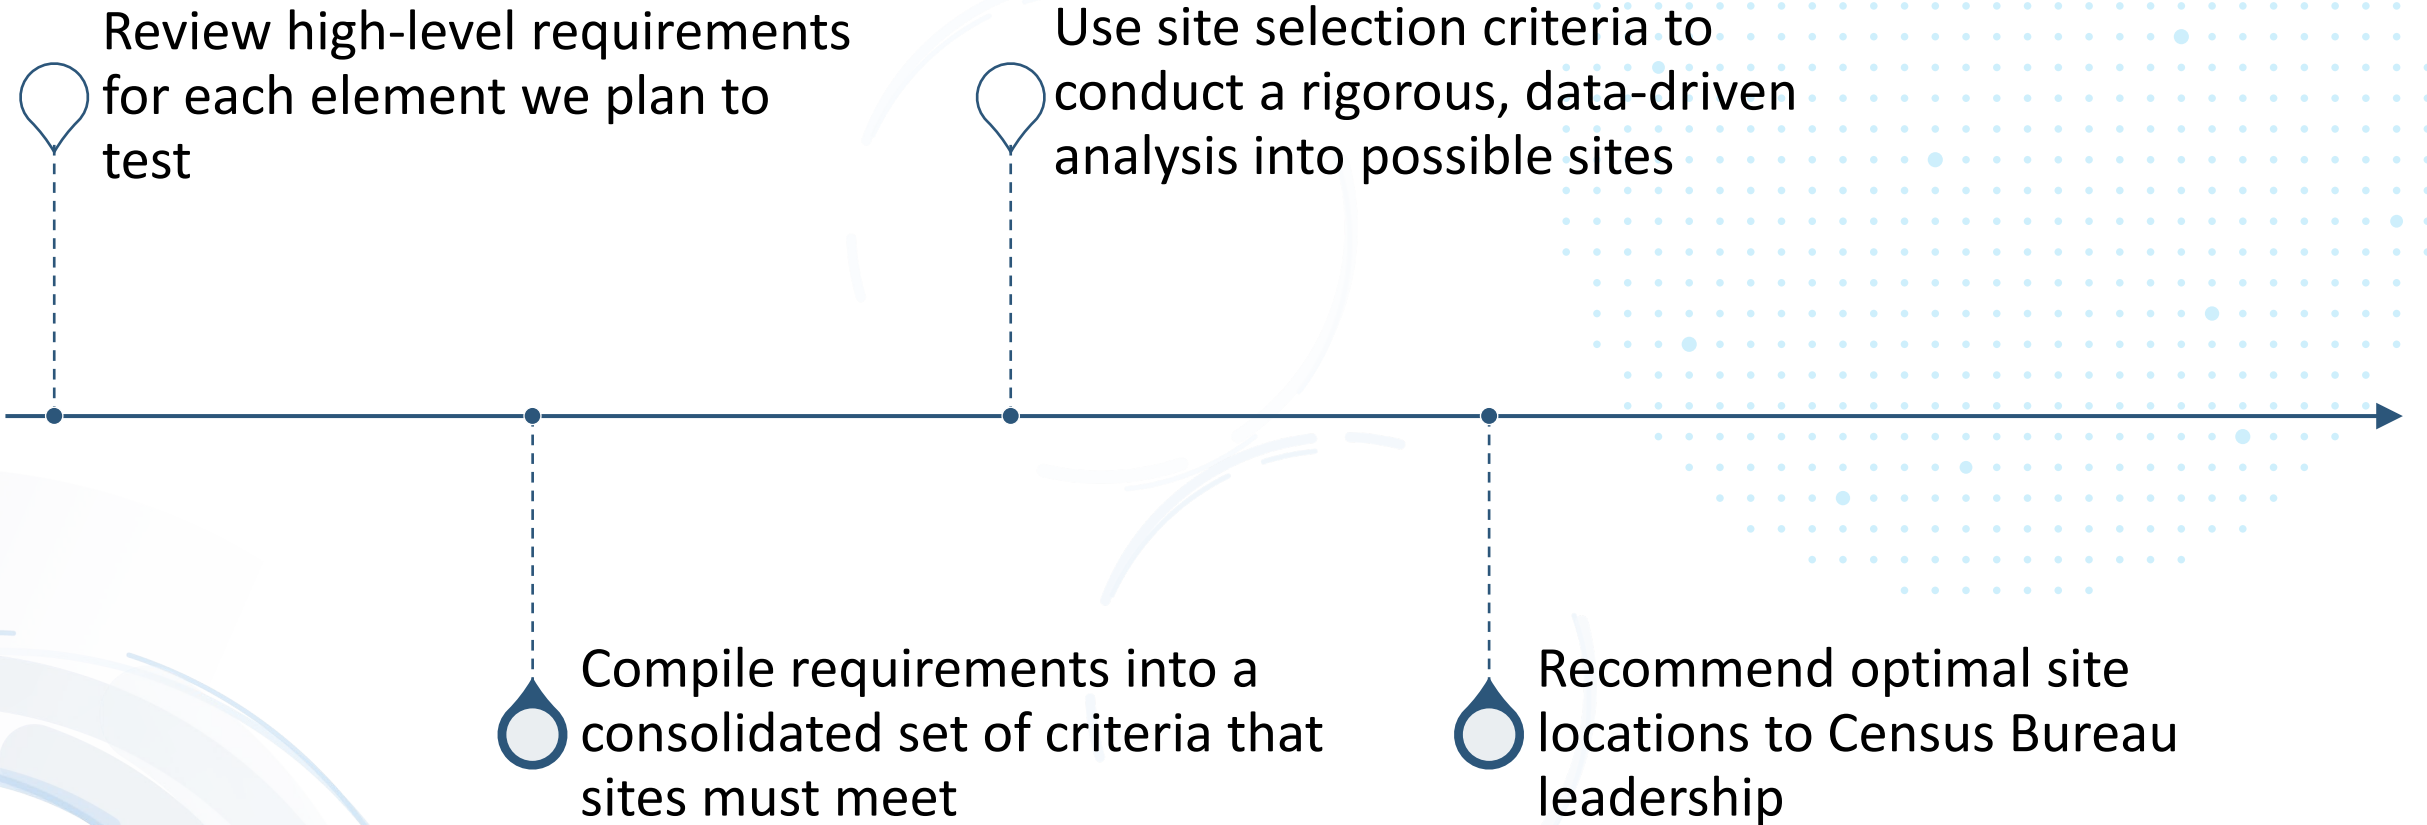 Review high-level requirements
for each element we plan to
test
Compile requirements into a
consolidated set of criteria that
sites must meet
Use site selection criteria to
conduct a rigorous, data-driven
analysis into possible sites
Recommend optimal site
locations to Census Bureau
leadership